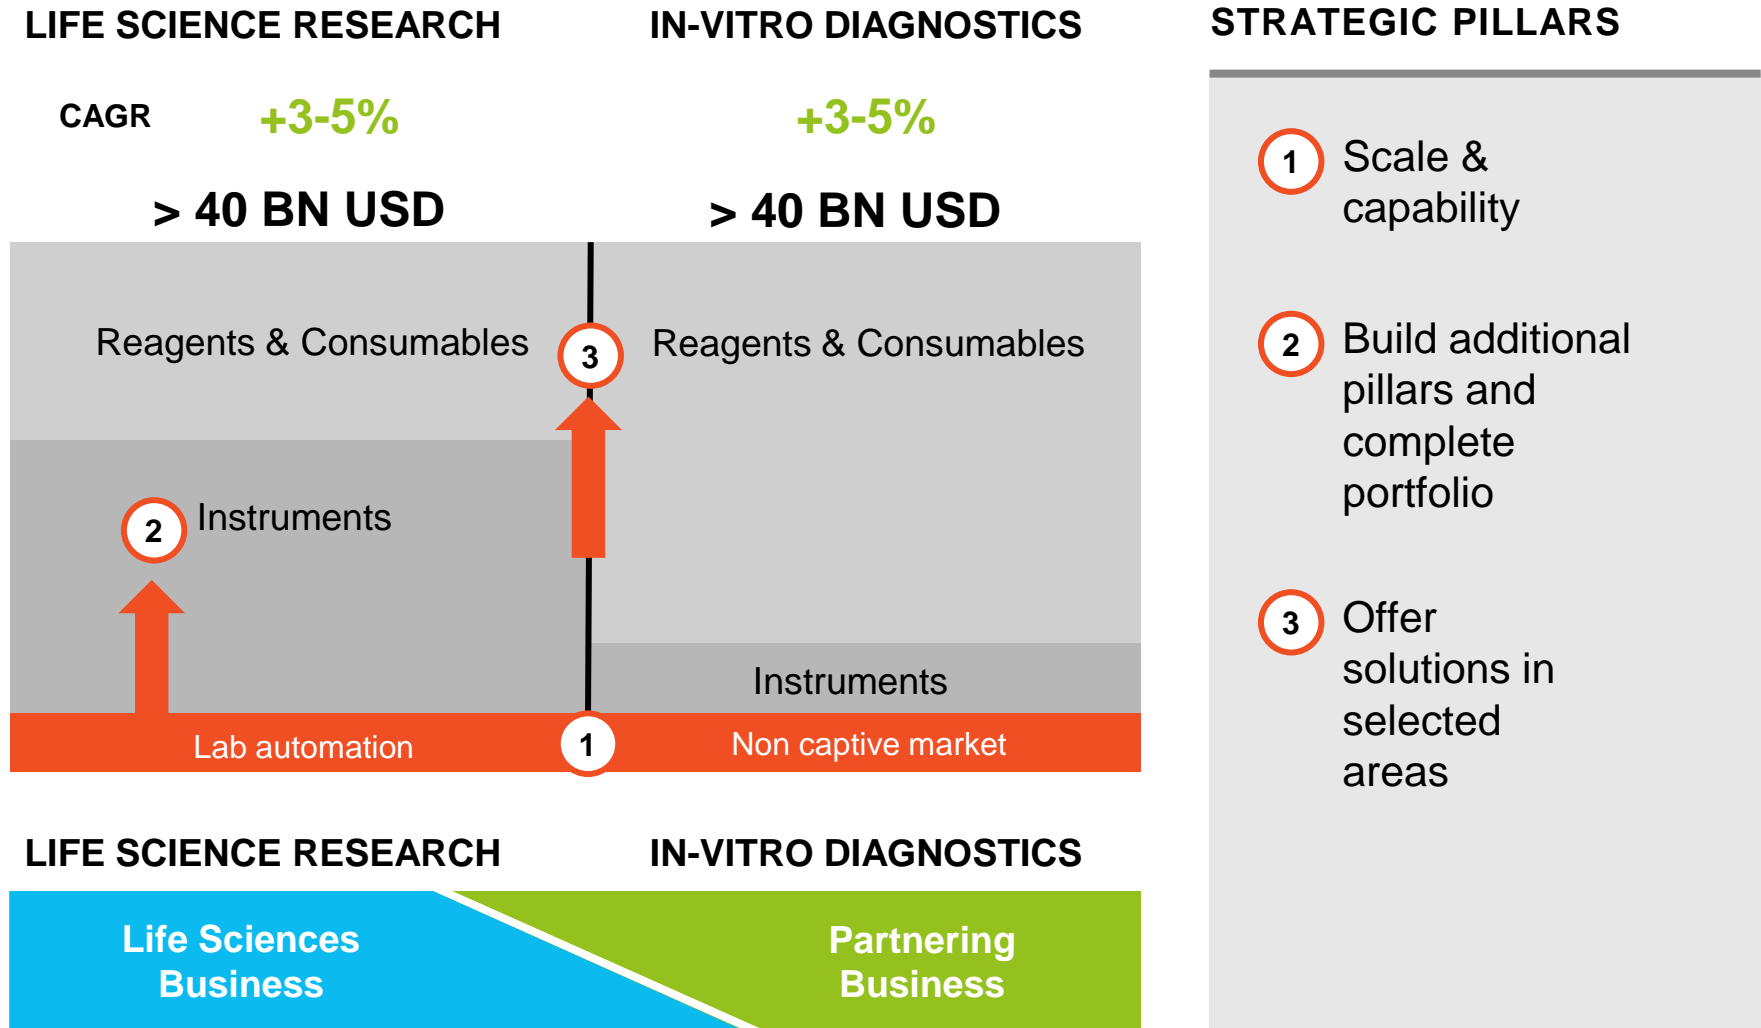 LIFE SCIENCE RESEARCH
IN-VITRO DIAGNOSTICS
CAGR
+3-5%
+3-5%
> 40 BN USD
> 40 BN USD
Reagents & Consumables
3
Reagents & Consumables
2
Instruments
Instruments
Lab automation
1
Non captive market
LIFE SCIENCE RESEARCH
IN-VITRO DIAGNOSTICS
Life Sciences
Business
Partnering
Business
STRATEGIC PILLARS
1
Scale &
capability
2
Build additional
pillars and
complete
portfolio
3
Offer
solutions in
selected
areas